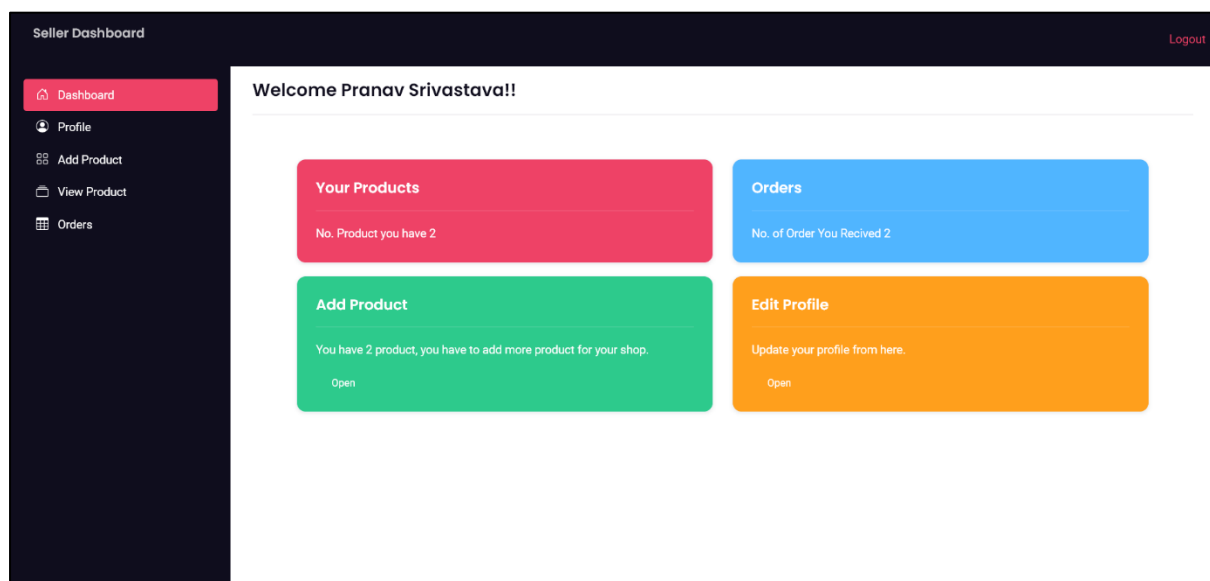 Seller Dashboard
Logout
Dashboard
Profile
Add Product
View Product
Orders
Welcome Pranav Srivastava!!
Your Products
No. Product you have 2
Orders
No. of Order You Recived 2
Add Product
You have 2 product, you have to add more product for your shop.
Open
Edit Profile
Update your profile from here.
Open